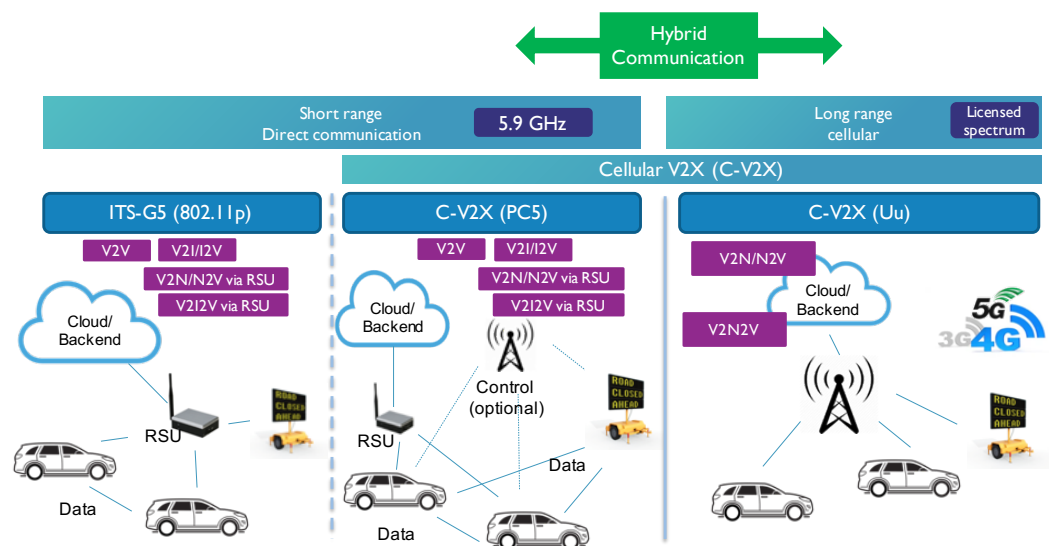 Hybrid
Communication
Short range
Direct communication
5.9 GHz
Long range
cellular
Licensed
spectrum
Cellular V2X (C-V2X)
ITS-G5 (802.11p)
V2V
V2I/I2V
V2N/N2V via RSU
V2I2V via RSU
Cloud/
Backend
RSU
ROAD
CLOSED
AHEAD
Data
C-V2X (PC5)
V2V
V2I/I2V
V2N/N2V via RSU
V2I2V via RSU
Cloud/
Backend
Control
(optional)
RSU
ROAD
CLOSED
AHEAD
Data
Data
C-V2X (Uu)
V2N/N2V
Cloud/
Backend
V2N2V
5G
3G
4G
ROAD
CLOSED
AHEAD